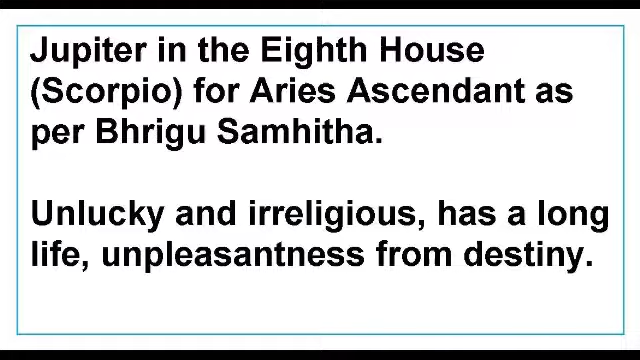 Jupiter in the Eighth House
(Scorpio) for Aries Ascendant as
per Bhrigu Samhitha.
Unlucky and irreligious, has a long
life, unpleasantness from destiny.